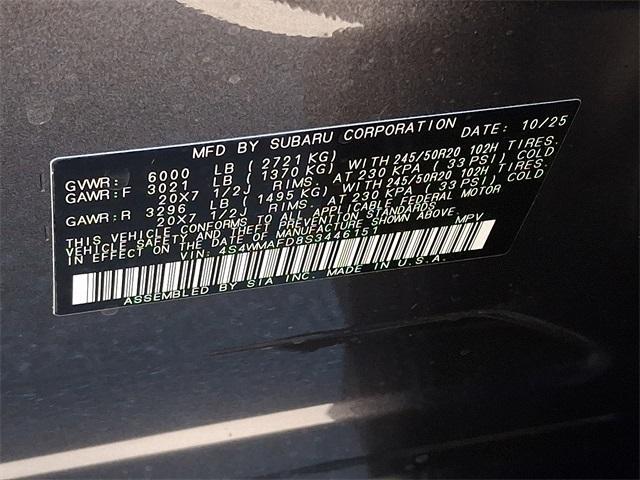 MFD BY SUBARU CORPORATION DATE: 10/25
GVWR: 6000 LB (2721 KG)
GAWR:F 3021 LB (1370 KG) WITH 245/50R20 102H TIRES.
20X7 1/2J RIMS. AT 230 KPA (33 PSI) COLD
GAWR:R 3296 LB (1495 KG) WITH 245/50R20 102H TIRES.
20X7 1/2J RIMS. AT 230 KPA (33 PSI) COLD
THIS VEHICLE CONFORMS TO ALL APPLICABLE FEDERAL MOTOR
VEHICLE SAFETY AND THEFT PREVENTION STANDARDS
IN EFFECT ON THE DATE OF MANUFACTURE SHOWN ABOVE.
VIN: 4S4WMAFD8S3446151 MPV
ASSEMBLED BY SIA INC. MADE IN U.S.A.